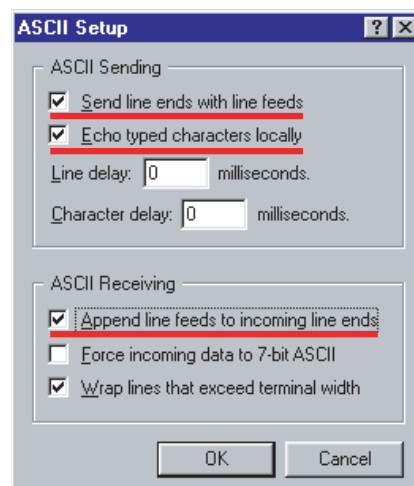 ASCII Setup
ASCII Sending
Send line ends with line feeds
Echo typed characters locally
Line delay: 0 milliseconds.
Character delay: 0 milliseconds.
ASCII Receiving
Append line feeds to incoming line ends
Force incoming data to 7-bit ASCII
Wrap lines that exceed terminal width
OK Cancel